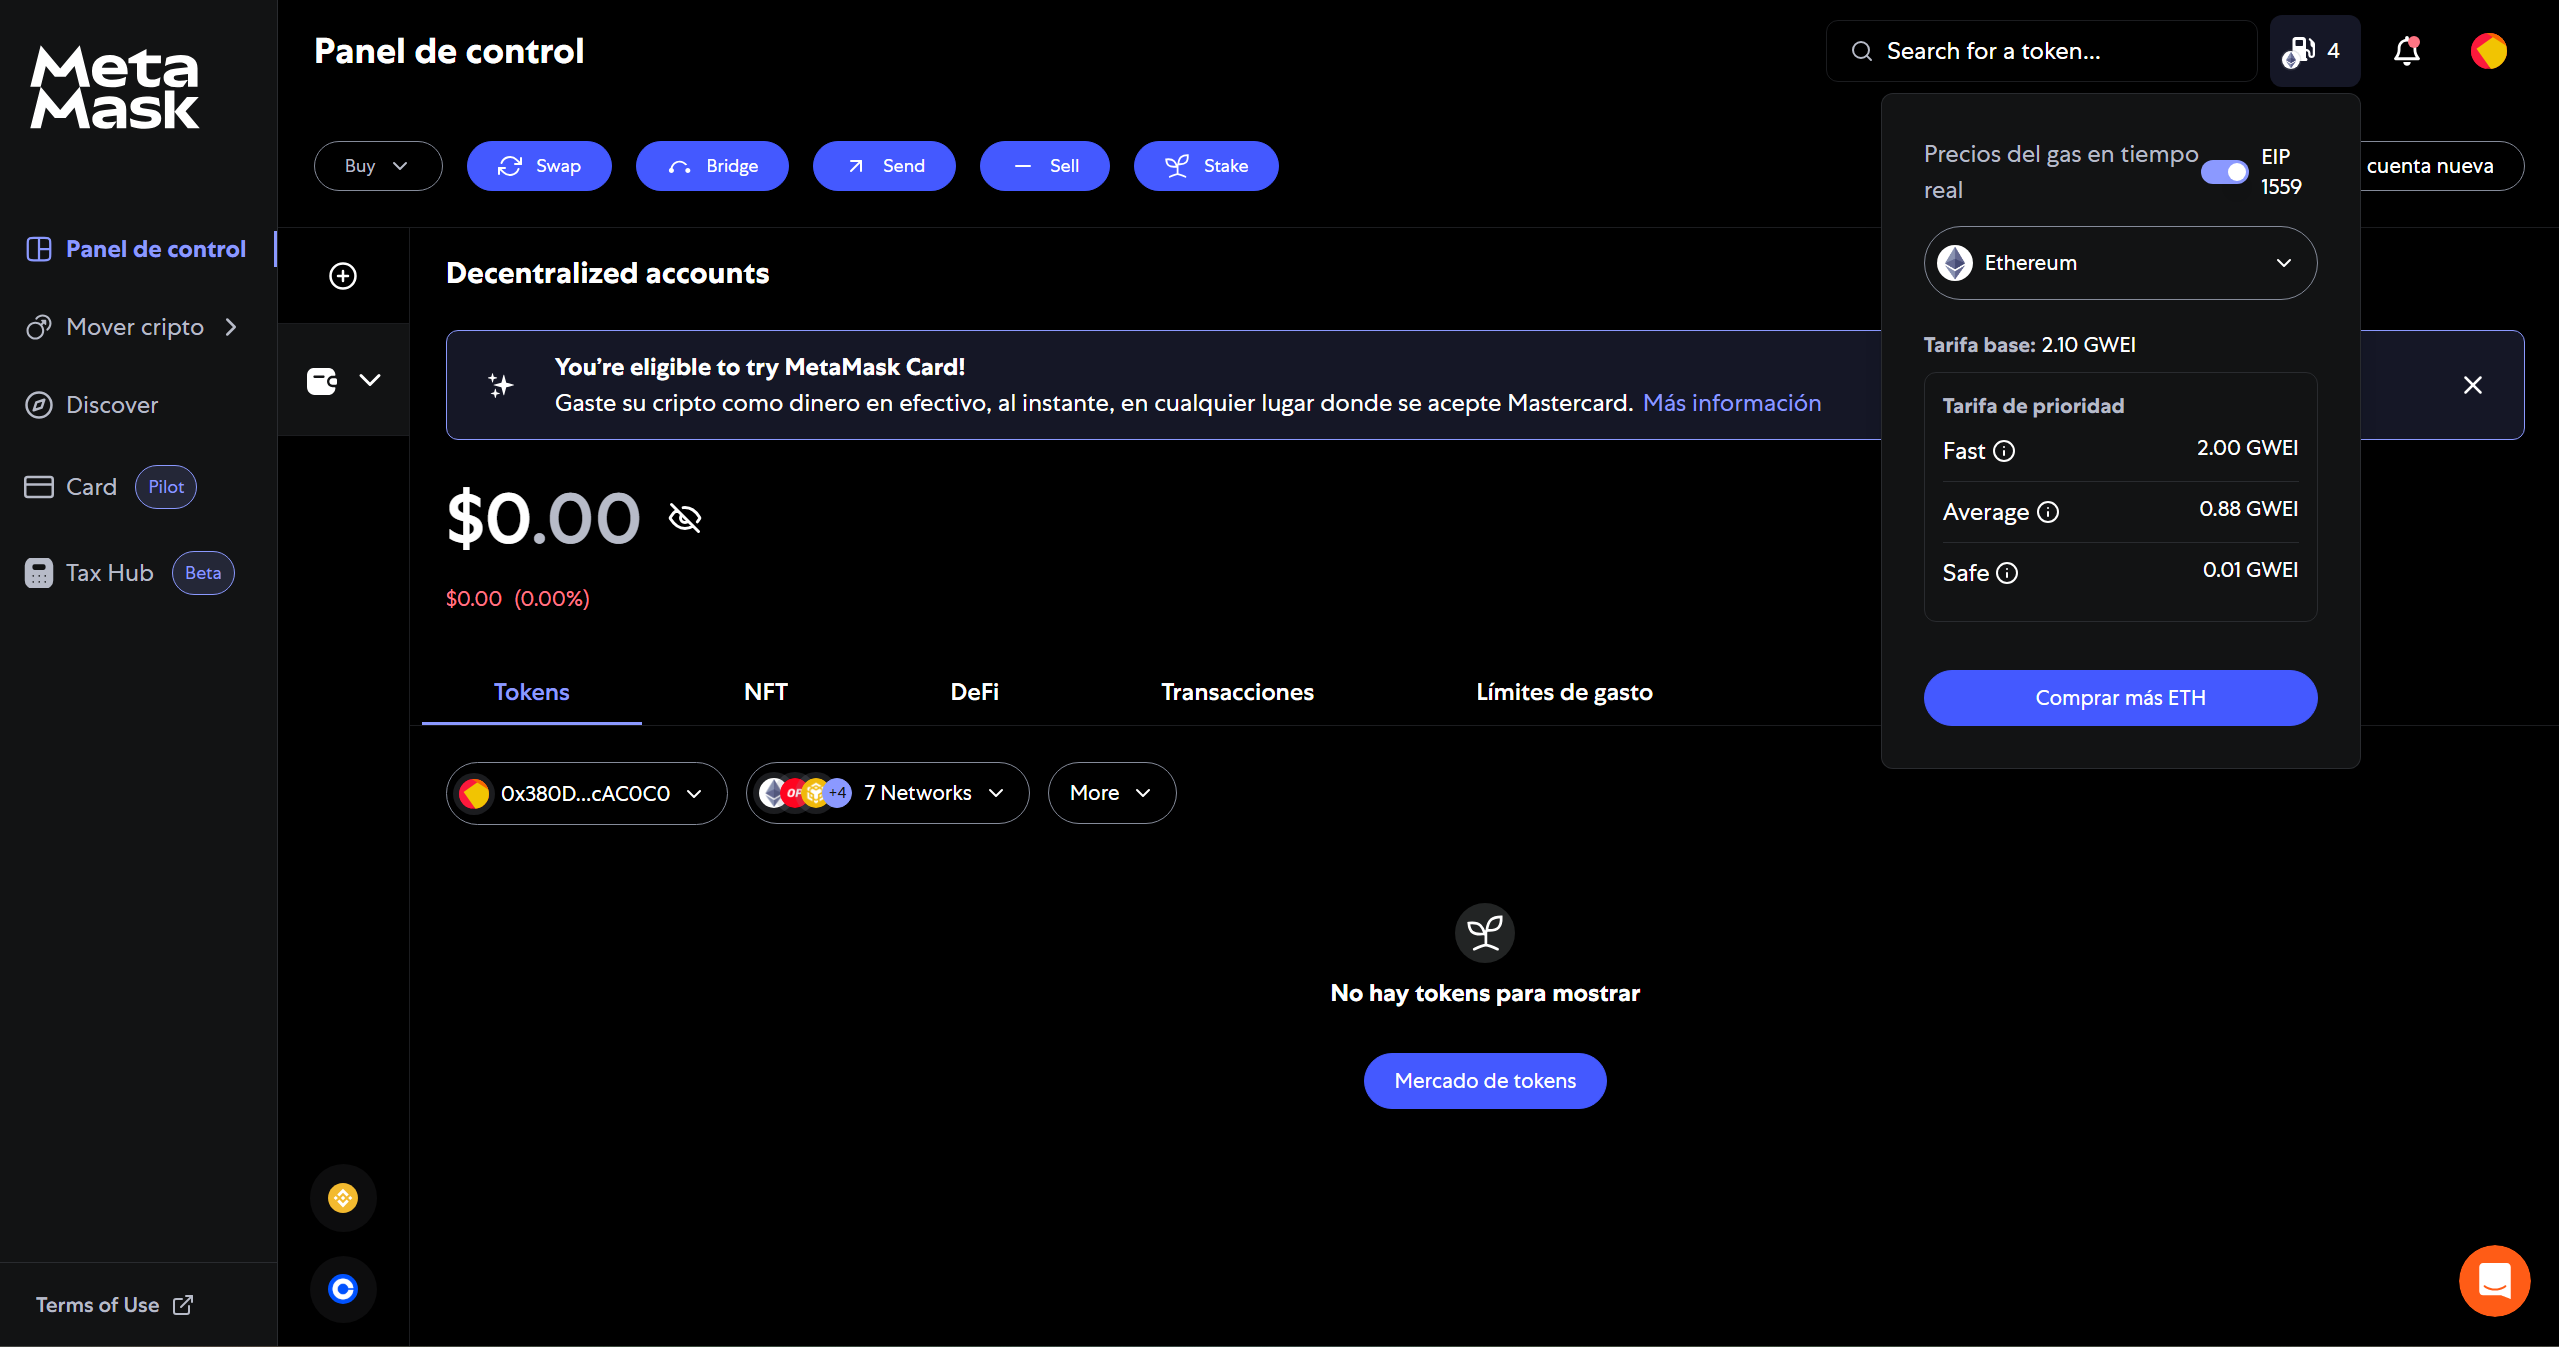 Meta
Mask
Panel de control
Search for a token...
4
Buy
Swap
Bridge
Send
Sell
Stake
cuenta nueva
Panel de control
Mover cripto
Discover
Card
Pilot
Tax Hub
Beta
Terms of Use
Decentralized accounts
You're eligible to try MetaMask Card!
Gaste su cripto como dinero en efectivo, al instante, en cualquier lugar donde se acepte Mastercard. Más información
$0.00
$0.00 (0.00%)
Tokens
NFT
DeFi
Transacciones
Límites de gasto
0x380D...cAC0C0
OP
+4
7 Networks
More
No hay tokens para mostrar
Mercado de tokens
Precios del gas en tiempo
real
EIP
1559
Ethereum
Tarifa base: 2.10 GWEI
Tarifa de prioridad
Fast
2.00 GWEI
Average
0.88 GWEI
Safe
0.01 GWEI
Comprar más ETH